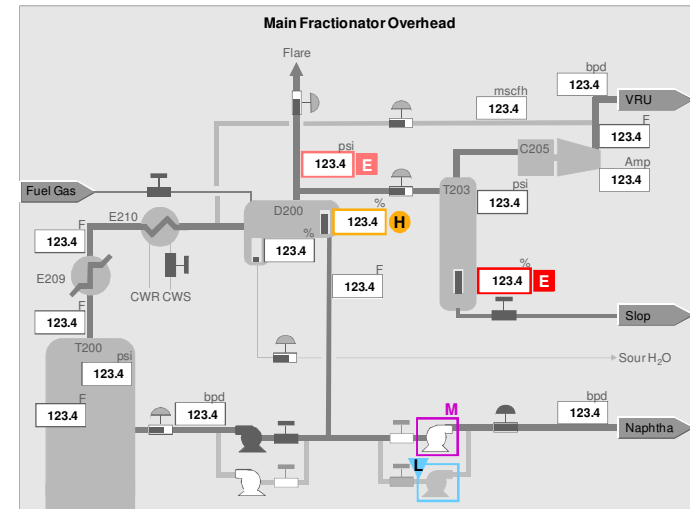 Main Fractionator Overhead
Flare
bpd
123.4
VRU
mscfh
123.4
F
123.4
psi
123.4 E
C205
Amp
123.4
Fuel Gas
T203
psi
123.4
D200
%
123.4 H
E210
F
123.4
%
123.4
%
123.4 E
E209
F
123.4
CWR CWS
F
123.4
Slop
T200
psi
123.4
Sour H₂O
F
123.4
bpd
123.4
M
bpd
123.4
Naphtha
L